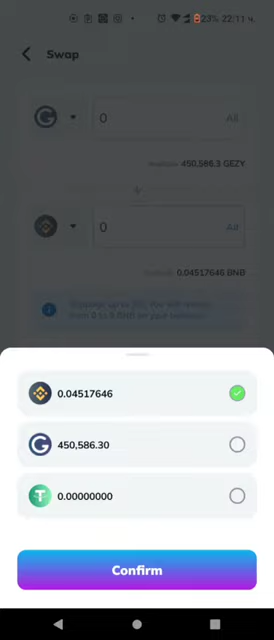 23% 22:11 ч.
Swap
0 All
450,586.3 GEZY
0 All
0.04517646 BNB
0.04517646
450,586.30
0.00000000
Confirm